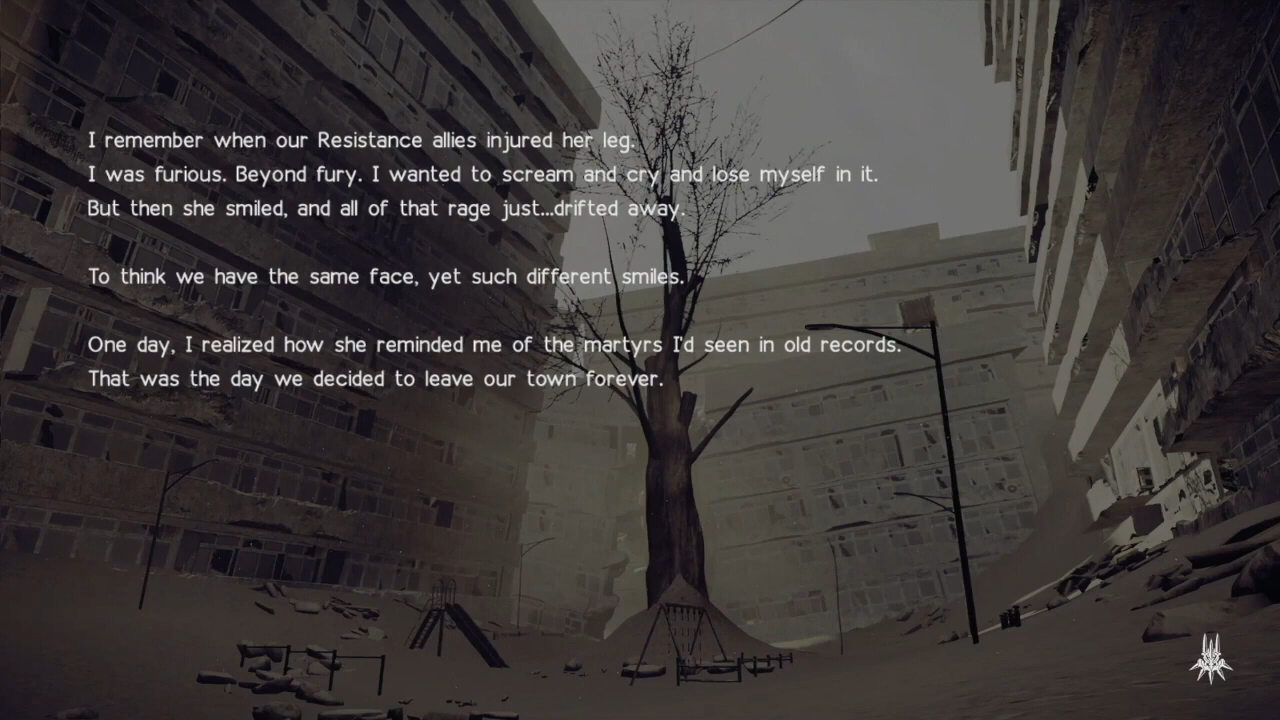 I remember when our Resistance allies injured her leg.
I was furious. Beyond fury. I wanted to scream and cry and lose myself in it.
But then she smiled, and all of that rage just...drifted away.
To think we have the same face, yet such different smiles.
One day, I realized how she reminded me of the martyrs I'd seen in old records.
That was the day we decided to leave our town forever.